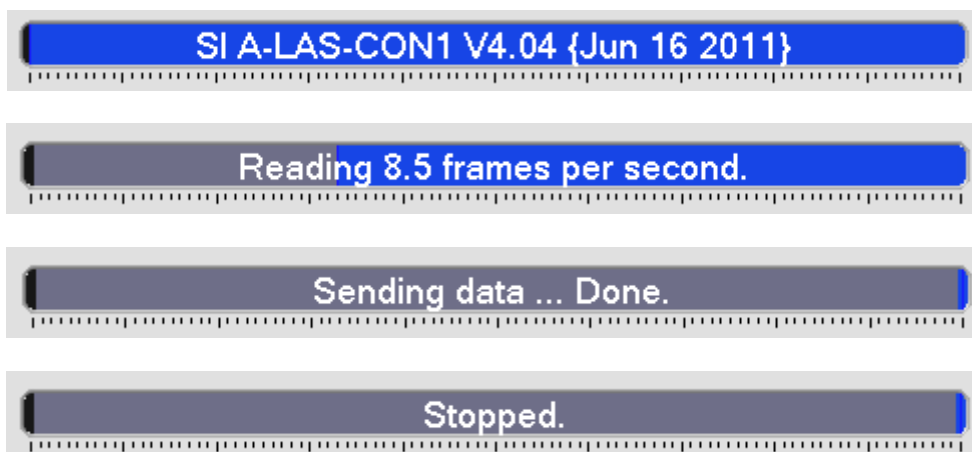 SI A-LAS-CON1 V4.04 {Jun 16 2011}
Reading 8.5 frames per second.
Sending data ... Done.
Stopped.